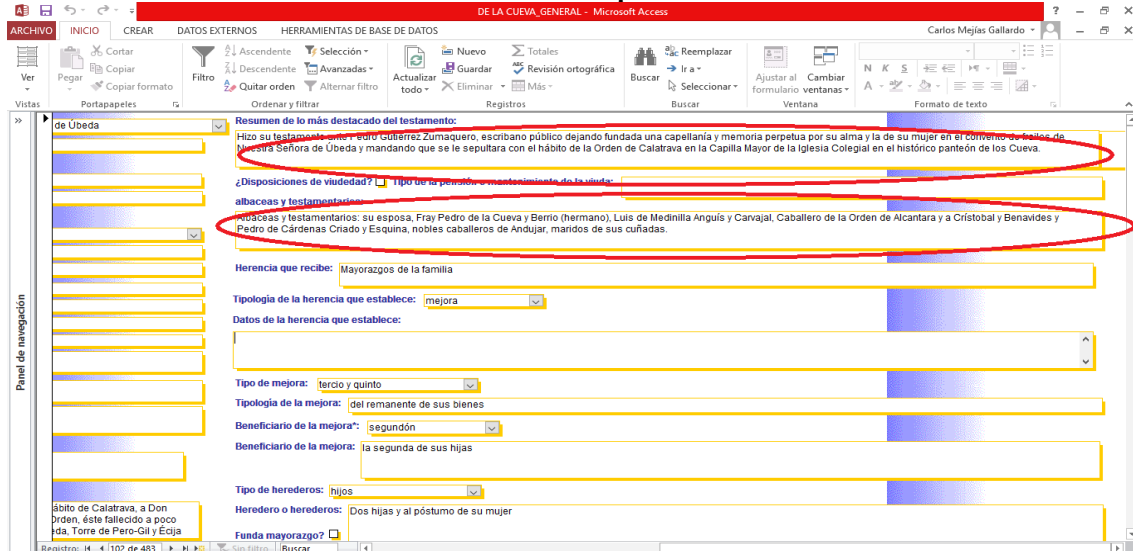 DE LA CUEVA_GENERAL - Microsoft Access
ARCHIVO INICIO CREAR DATOS EXTERNOS HERRAMIENTAS DE BASE DE DATOS Carlos Mejías Gallardo
Ver
Pegar
Cortar
Copiar
Copiar formato
Filtro
Ascendente
Descendente
Quitar orden
Selección
Avanzadas
Alternar filtro
Actualizar todo
Nuevo
Guardar
Eliminar
Totales
Revisión ortográfica
Más
Buscar
Reemplazar
Ir a
Seleccionar
Ajustar al formulario
Cambiar ventanas
N K S
Vistas Portapapeles Ordenar y filtrar Registros Buscar Ventana Formato de texto
Panel de navegación
de Úbeda
Resumen de lo más destacado del testamento:
Hizo su testamento ante Pedro Gutiérrez Zumaquero, escribano público dejando fundada una capellanía y memoria perpetua por su alma y la de su mujer en el convento de frailes de
Nuestra Señora de Úbeda y mandando que se le sepultara con el hábito de la Orden de Calatrava en la Capilla Mayor de la Iglesia Colegial en el histórico panteón de los Cueva.
¿Disposiciones de viudedad? Tipo de la pensión o mantenimiento de la viuda:
albaceas y testamentarios:
Albaceas y testamentarios: su esposa, Fray Pedro de la Cueva y Berrio (hermano), Luis de Medinilla Anguís y Carvajal, Caballero de la Orden de Alcantara y a Crístobal y Benavides y
Pedro de Cárdenas Criado y Esquina, nobles caballeros de Andujar, maridos de sus cuñadas.
Herencia que recibe: Mayorazgos de la familia
Tipología de la herencia que establece: mejora
Datos de la herencia que establece:
Tipo de mejora: tercio y quinto
Tipología de la mejora: del remanente de sus bienes
Beneficiario de la mejora*: segundón
Beneficiario de la mejora: la segunda de sus hijas
Tipo de herederos: hijos
Heredero o herederos: Dos hijas y al póstumo de su mujer
Funda mayorazgo?
ábito de Calatrava, a Don
Orden, éste fallecido a poco
eda, Torre de Pero-Gil y Écija
Registro: 102 de 483 Sin filtro Buscar